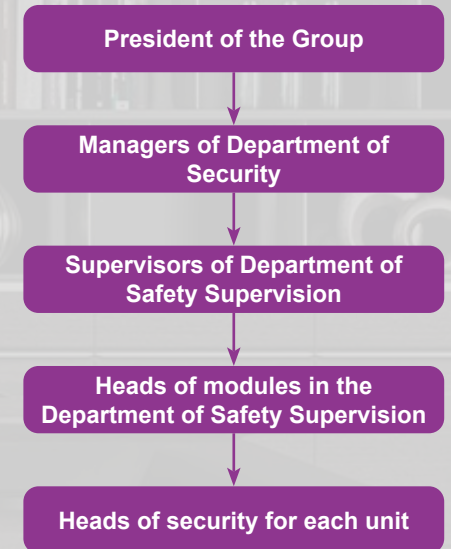 President of the Group
Managers of Department of
Security
Supervisors of Department of
Safety Supervision
Heads of modules in the
Department of Safety Supervision
Heads of security for each unit